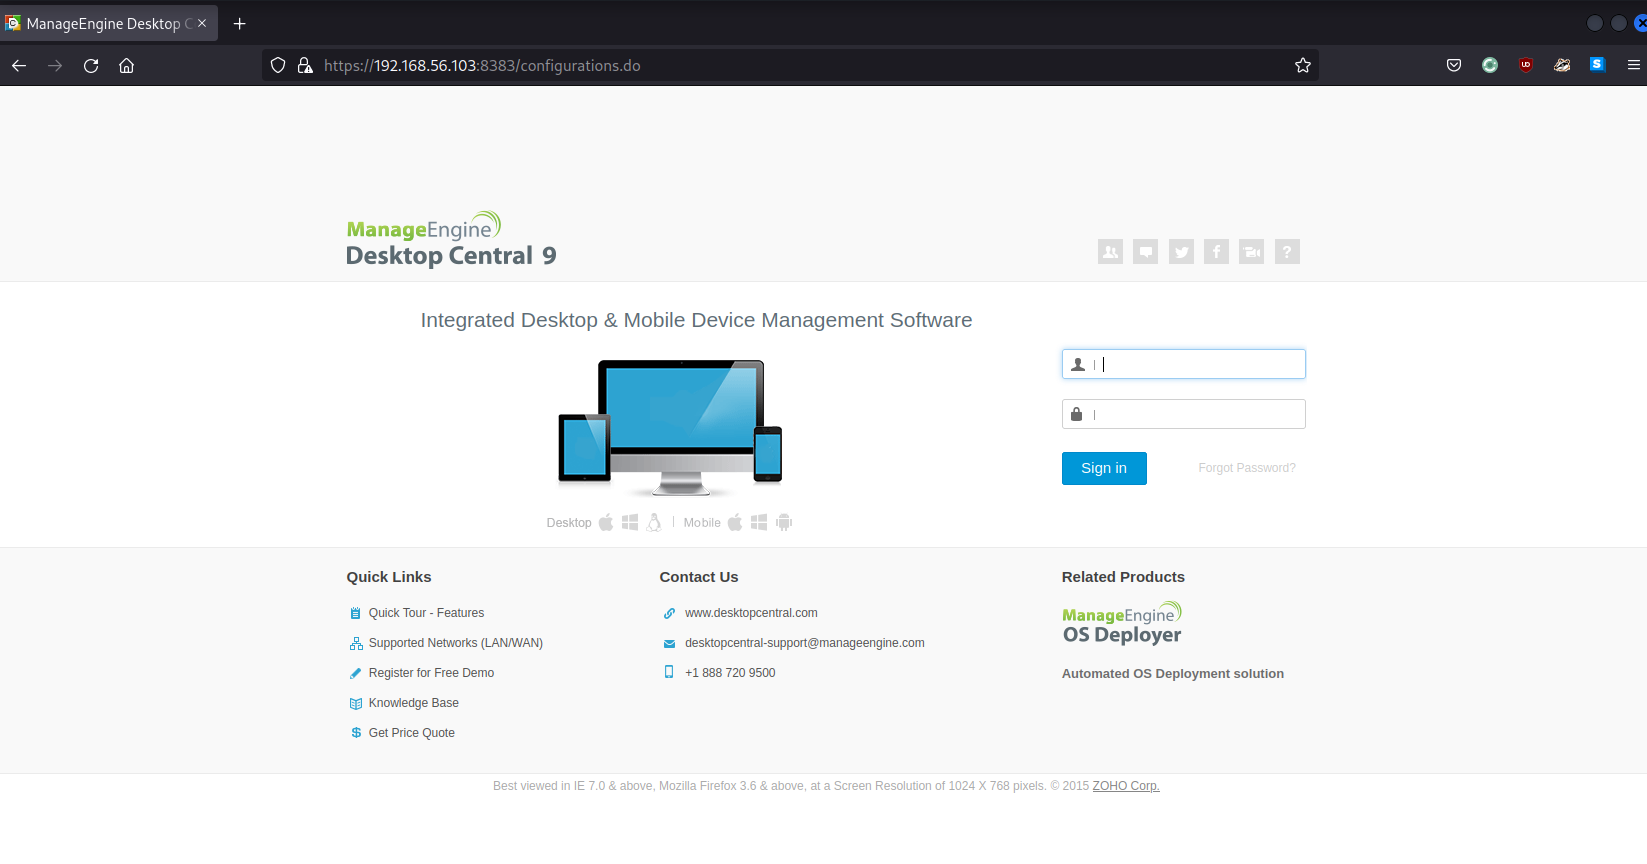 ManageEngine Desktop C
https://192.168.56.103:8383/configurations.do
ManageEngine
Desktop Central 9
Integrated Desktop & Mobile Device Management Software
Sign in
Forgot Password?
Desktop | Mobile
Quick Links
Quick Tour - Features
Supported Networks (LAN/WAN)
Register for Free Demo
Knowledge Base
Get Price Quote
Contact Us
www.desktopcentral.com
desktopcentral-support@manageengine.com
+1 888 720 9500
Related Products
ManageEngine
OS Deployer
Automated OS Deployment solution
Best viewed in IE 7.0 & above, Mozilla Firefox 3.6 & above, at a Screen Resolution of 1024 X 768 pixels. © 2015 ZOHO Corp.